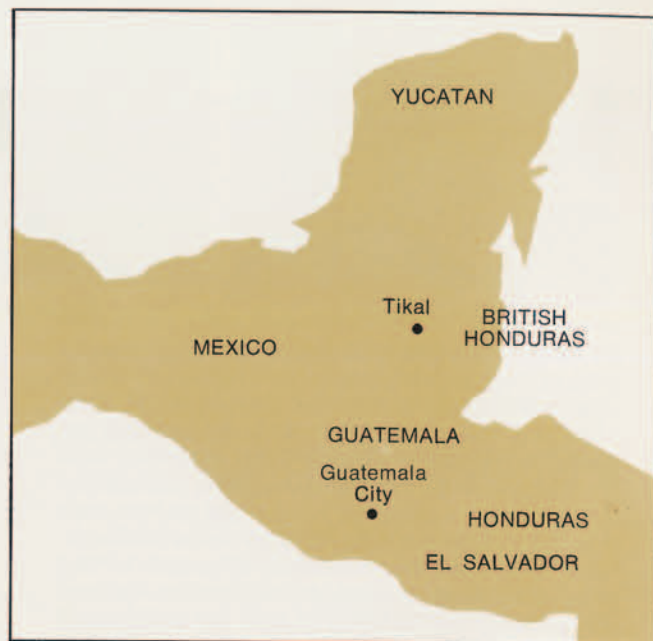 YUCATAN
Tikal
BRITISH
HONDURAS
MEXICO
GUATEMALA
Guatemala
City
HONDURAS
EL SALVADOR